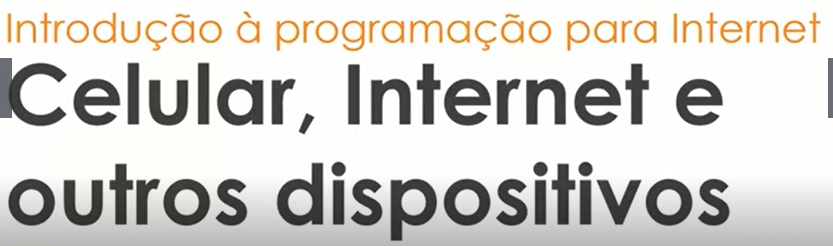 Introdução à programação para Internet
Celular, Internet e
outros dispositivos